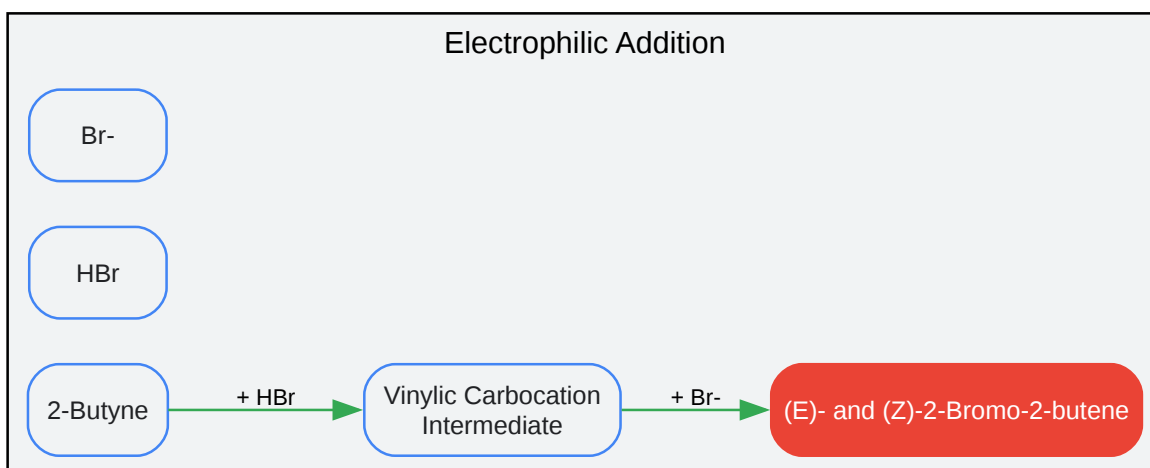 Electrophilic Addition
Br-
HBr
2-Butyne
+ HBr
Vinylic Carbocation
Intermediate
+ Br-
(E)- and (Z)-2-Bromo-2-butene